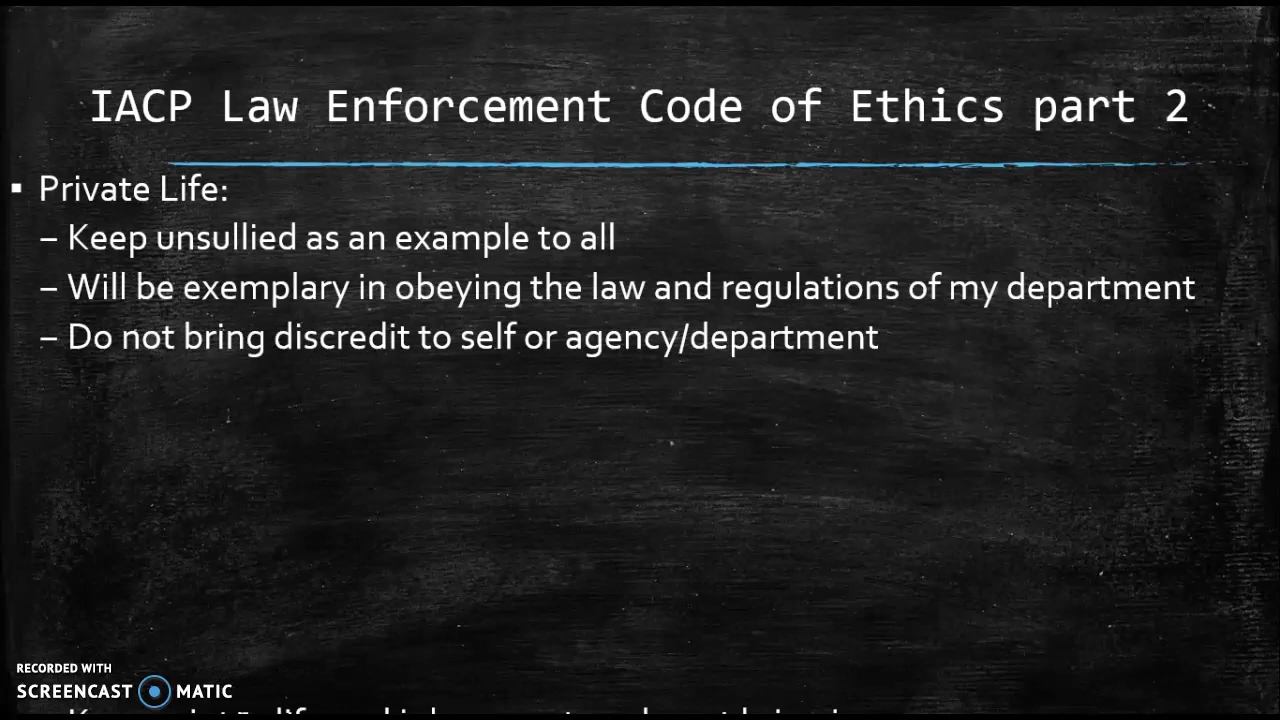 IACP Law Enforcement Code of Ethics part 2
▪ Private Life:
– Keep unsullied as an example to all
– Will be exemplary in obeying the law and regulations of my department
– Do not bring discredit to self or agency/department
RECORDED WITH
SCREENCAST MATIC